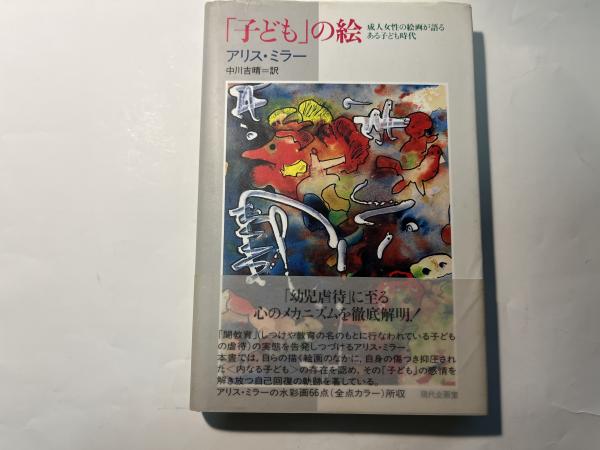 「子ども」の絵
成人女性の絵画が語る
ある子ども時代
アリス・ミラー
中川吉晴=訳
「幼児虐待」に至る
心のメカニズムを徹底解明!
「闇教育」(しつけや教育の名のもとに行なわれている子ども
の虐待)の実態を告発しつづけるアリス・ミラー。
本書では、自らの描く絵画のなかに、自身の傷つき抑圧され
た<内なる子ども>の存在を認め、その「子ども」の感情を
解き放つ自己回復の軌跡を著している。
アリス・ミラーの水彩画66点(全点カラー)所収
現代企画室